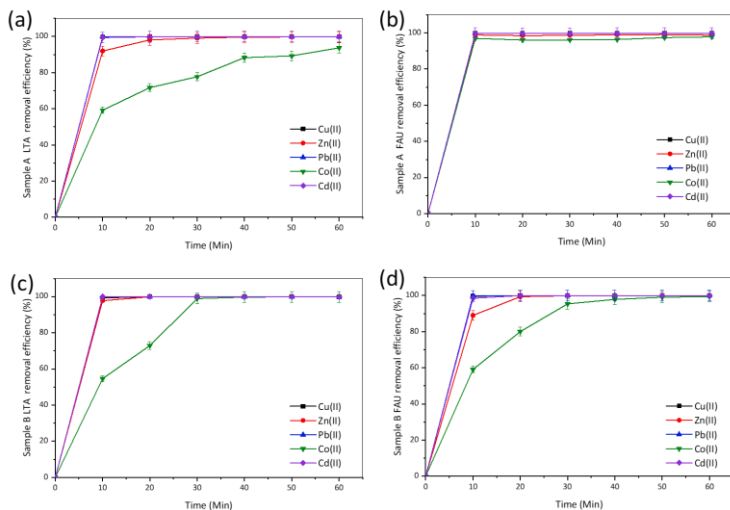 (a)
Sample A LTA removal efficiency (%)
100
80
60
40
20
0
Cu(II)
Zn(II)
Pb(II)
Co(II)
Cd(II)
0 10 20 30 40 50 60
Time (Min)
(b)
Sample A FAU removal efficiency (%)
100
80
60
40
20
0
Cu(II)
Zn(II)
Pb(II)
Co(II)
Cd(II)
0 10 20 30 40 50 60
Time (Min)
(c)
Sample B LTA removal efficiency (%)
100
80
60
40
20
0
Cu(II)
Zn(II)
Pb(II)
Co(II)
Cd(II)
0 10 20 30 40 50 60
Time (Min)
(d)
Sample B FAU removal efficiency (%)
100
80
60
40
20
0
Cu(II)
Zn(II)
Pb(II)
Co(II)
Cd(II)
0 10 20 30 40 50 60
Time (Min)